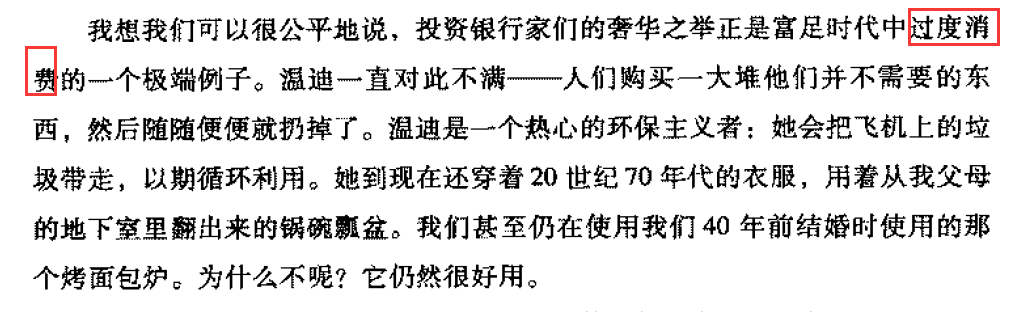 我想我们可以很公平地说，投资银行家们的奢华之举正是富足时代中过度消
费的一个极端例子。温迪一直对此不满——人们购买一大堆他们并不需要的东
西，然后随随便便就扔掉了。温迪是一个热心的环保主义者：她会把飞机上的垃
圾带走，以期循环利用。她到现在还穿着20世纪70年代的衣服，用着从我父母
的地下室里翻出来的锅碗瓢盆。我们甚至仍在使用我们40年前结婚时使用的那
个烤面包炉。为什么不呢？它仍然很好用。